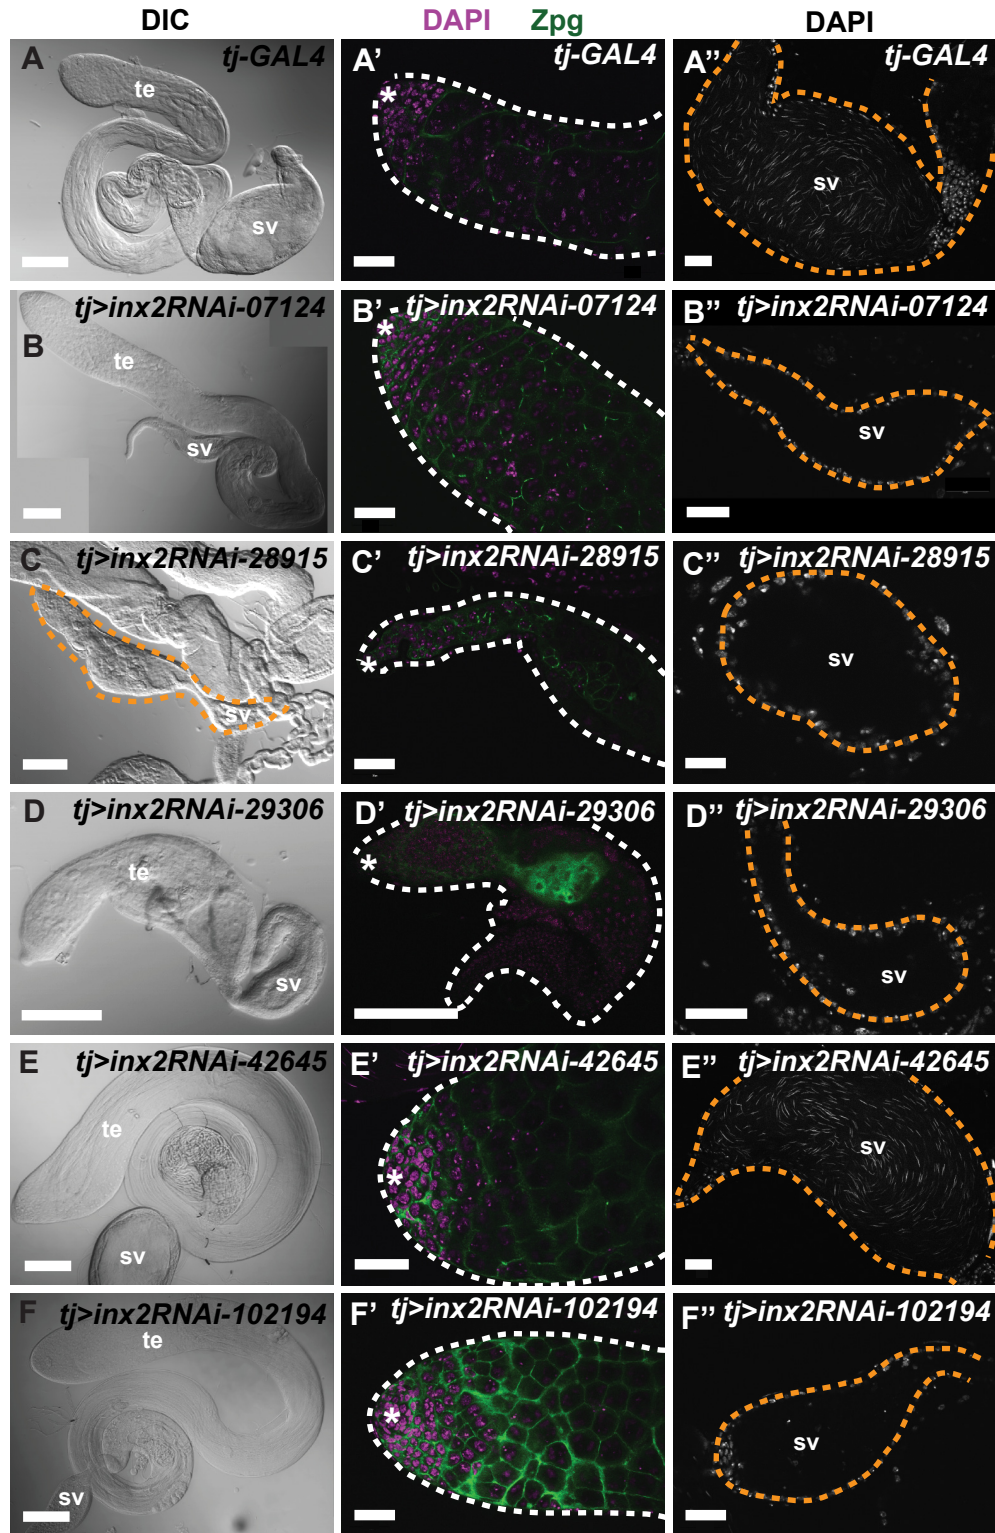 DIC DAPI Zpg DAPI
A tj-GAL4 A’ tj-GAL4 A” tj-GAL4
te
*
sv
sv
tj>inx2RNAi-07124 B’ tj>inx2RNAi-07124 B” tj>inx2RNAi-07124
B
*
te
sv
sv
C tj>inx2RNAi-28915 C’ tj>inx2RNAi-28915 C” tj>inx2RNAi-28915
sv
*
sv
D tj>inx2RNAi-29306 D’ tj>inx2RNAi-29306 D” tj>inx2RNAi-29306
te
*
sv
sv
E tj>inx2RNAi-42645 E’ tj>inx2RNAi-42645 E” tj>inx2RNAi-42645
te
sv
*
sv
F tj>inx2RNAi-102194 F’ tj>inx2RNAi-102194 F” tj>inx2RNAi-102194
te
*
sv
sv